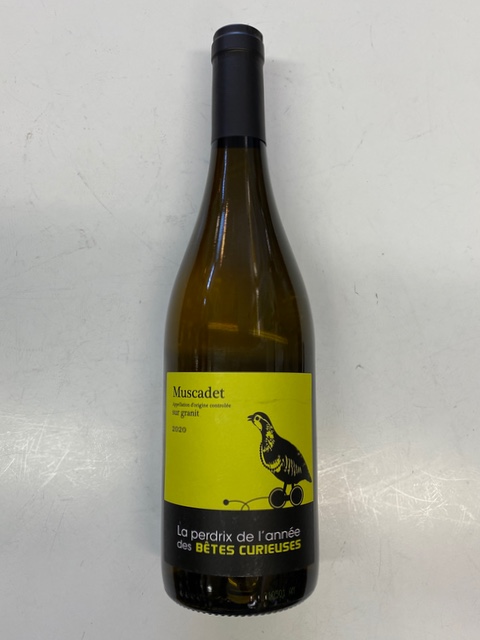 Muscadet
Appellation d'origine contrôlée
sur granit
2020
La perdrix de l'année
des BÊTES CURIEUSES